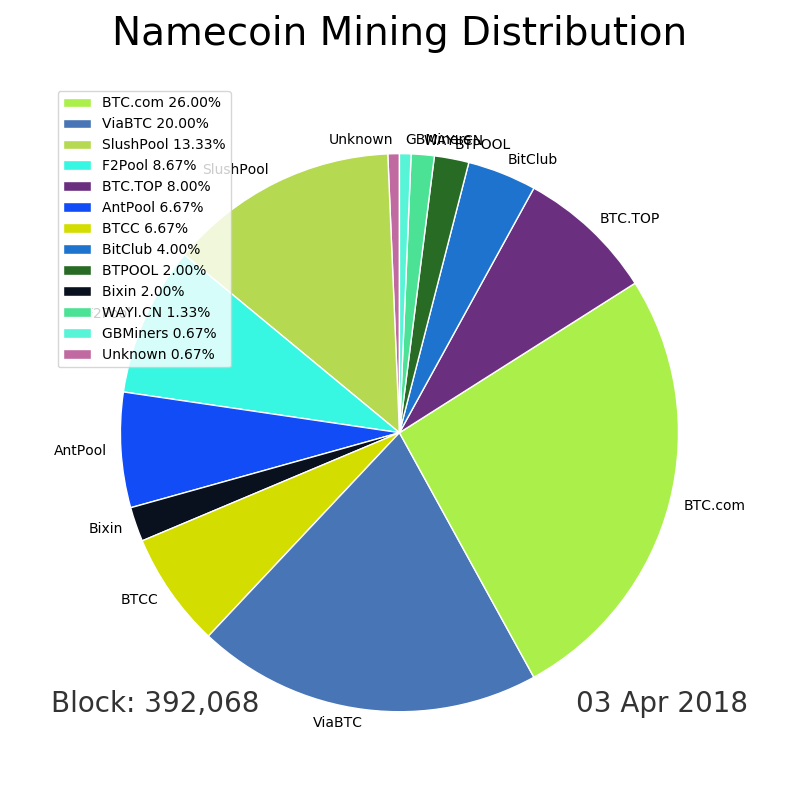 Namecoin Mining Distribution
BTC.com 26.00%
ViaBTC 20.00%
SlushPool 13.33%
F2Pool 8.67%
BTC.TOP 8.00%
AntPool 6.67%
BTCC 6.67%
BitClub 4.00%
BTPOOL 2.00%
Bixin 2.00%
WAYI.CN 1.33%
GBMiners 0.67%
Unknown 0.67%
Unknown
GBMiners
WAYI.CN
BTPOOL
BitClub
SlushPool
BTC.TOP
AntPool
BTC.com
Bixin
BTCC
ViaBTC
Block: 392,068
03 Apr 2018